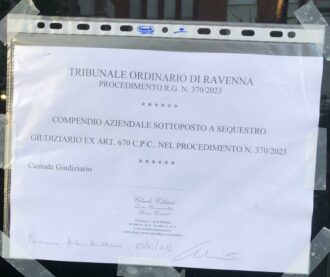 TRIBUNALE ORDINARIO DI RAVENNA
PROCEDIMENTO R.G. N. 370/2023
******
COMPENDIO AZIENDALE SOTTOPOSTO A SEQUESTRO
GIUDIZIARIO EX ART. 670 C.P.C.. NEL PROCEDIMENTO N. 370/2023
******
Custode Giudiziario